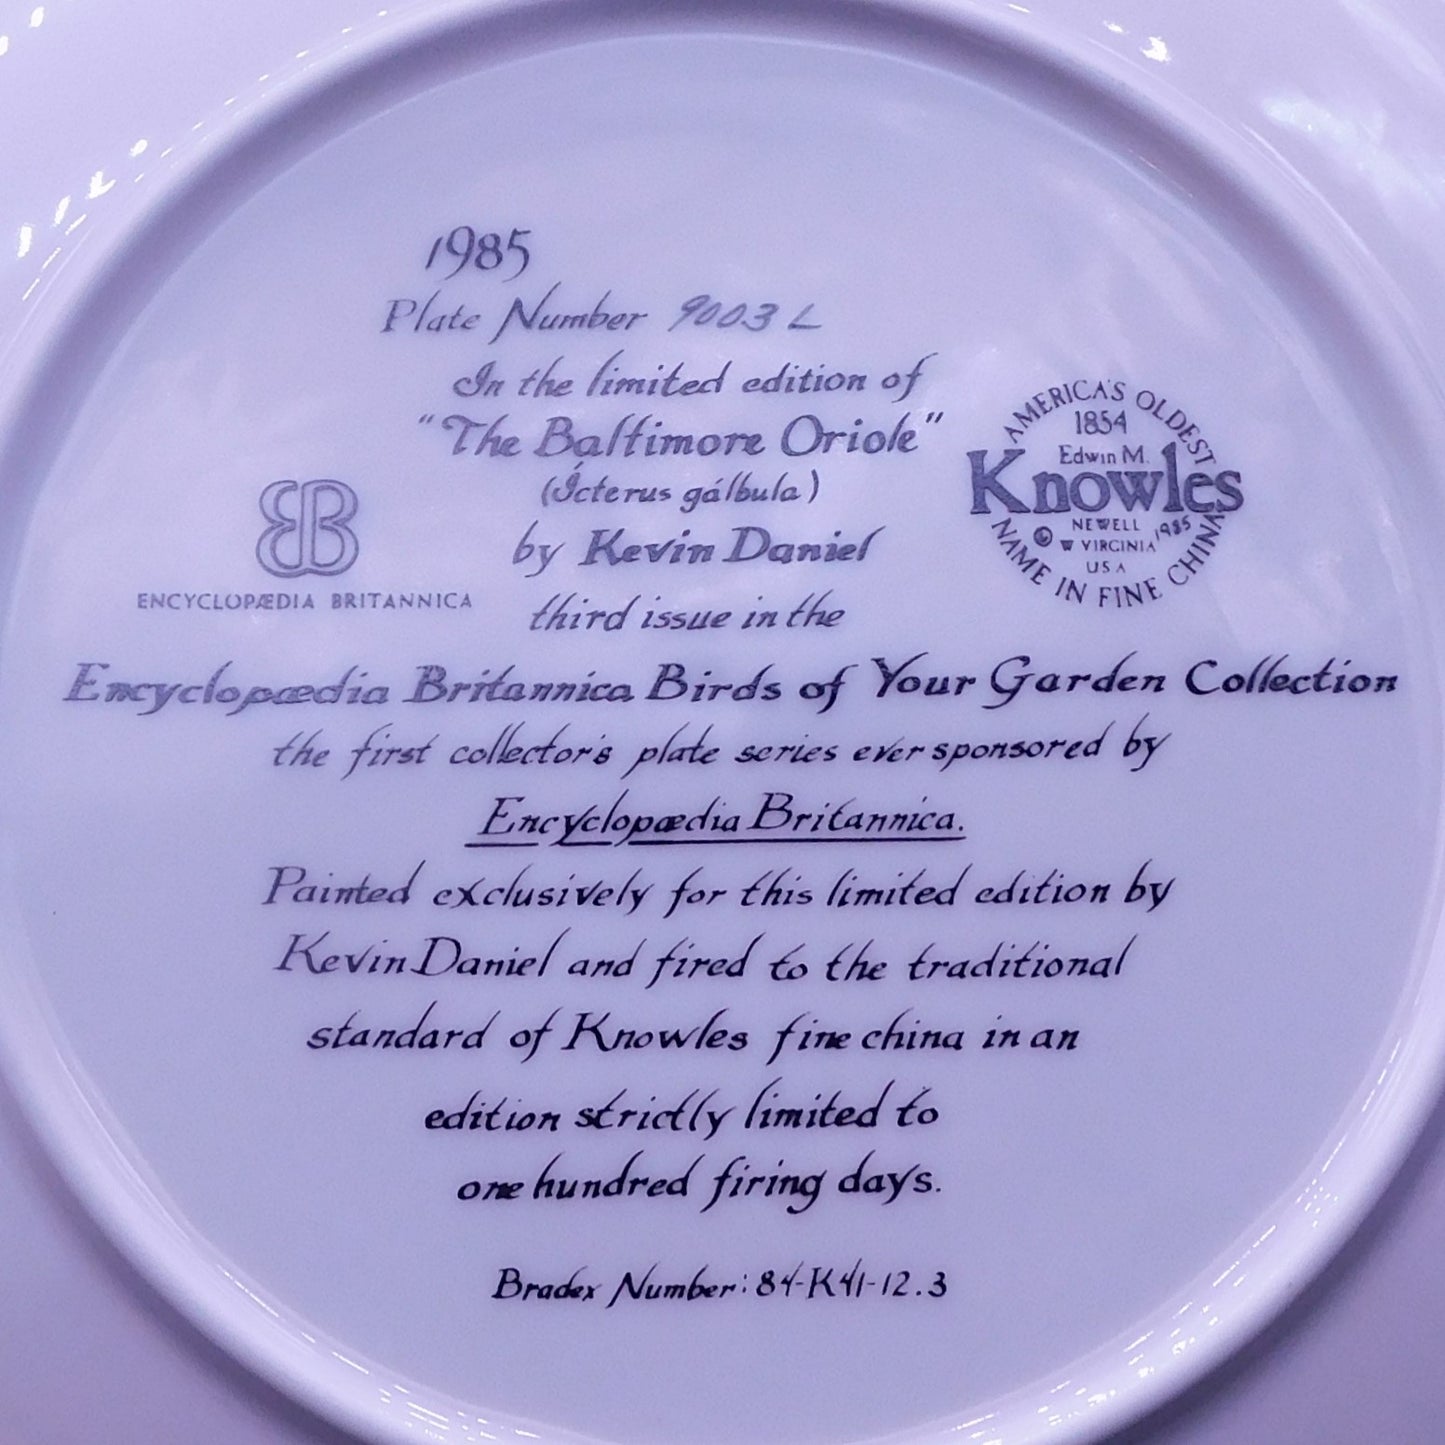 1985
Plate Number 9003 L
In the limited edition of
"The Baltimore Oriole"
(Ícterus gálbula)
by Kevin Daniel
third issue in the
EB
ENCYCLOPÆDIA BRITANNICA
AMERICA'S OLDEST
1854
Edwin M.
Knowles
© NEWELL 1985
W VIRGINIA
USA
NAME IN FINE CHINA
Encyclopædia Britannica Birds of Your Garden Collection
the first collector's plate series ever sponsored by
Encyclopædia Britannica.
Painted exclusively for this limited edition by
Kevin Daniel and fired to the traditional
standard of Knowles fine china in an
edition strictly limited to
one hundred firing days.
Bradex Number: 84-K41-12.3